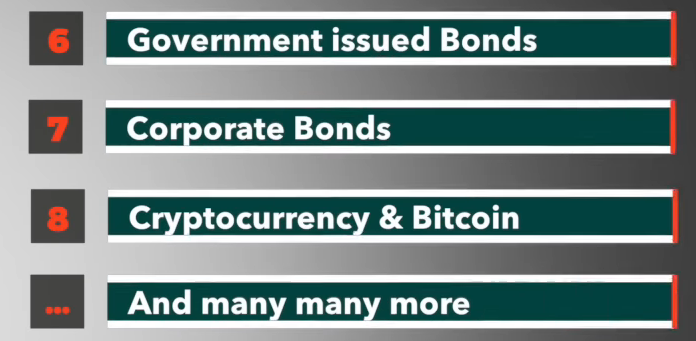 6 Government issued Bonds
7 Corporate Bonds
8 Cryptocurrency & Bitcoin
... And many many more